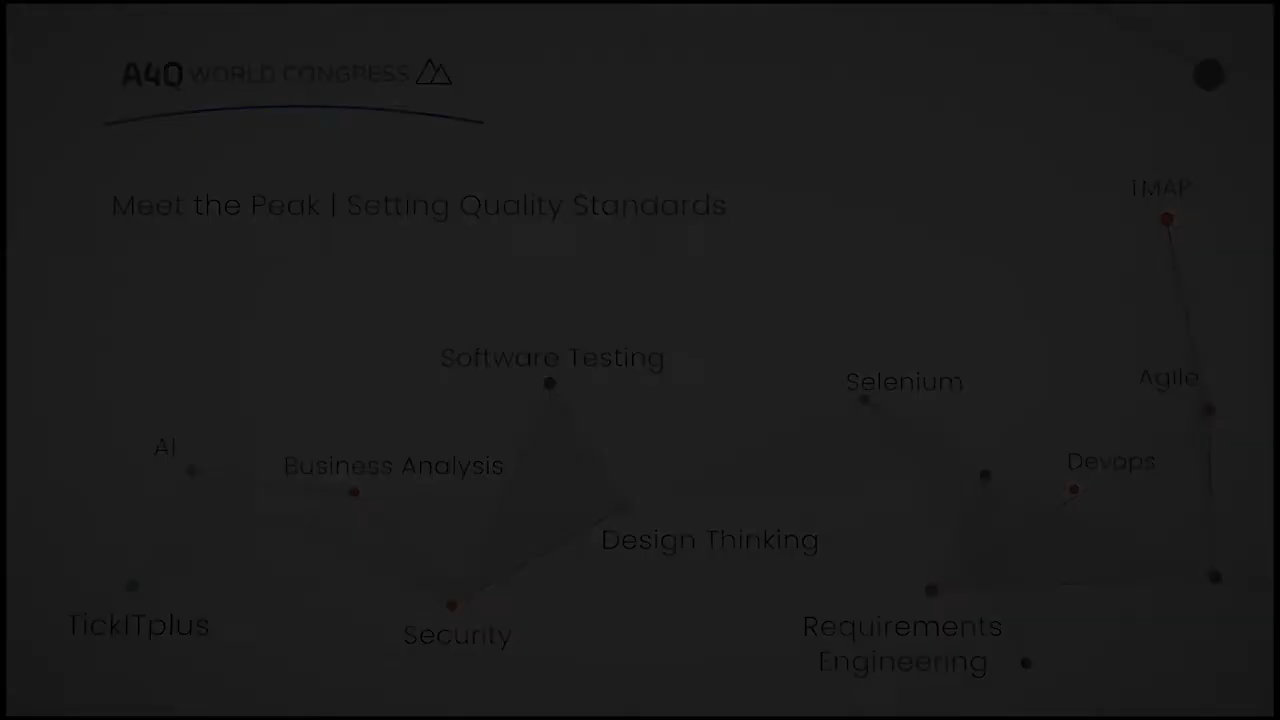 A4Q WORLD CONGRESS
Meet the Peak | Setting Quality Standards
TMAP
Software Testing
Selenium
Agile
AI
Business Analysis
Devops
Design Thinking
TickITplus
Security
Requirements
Engineering